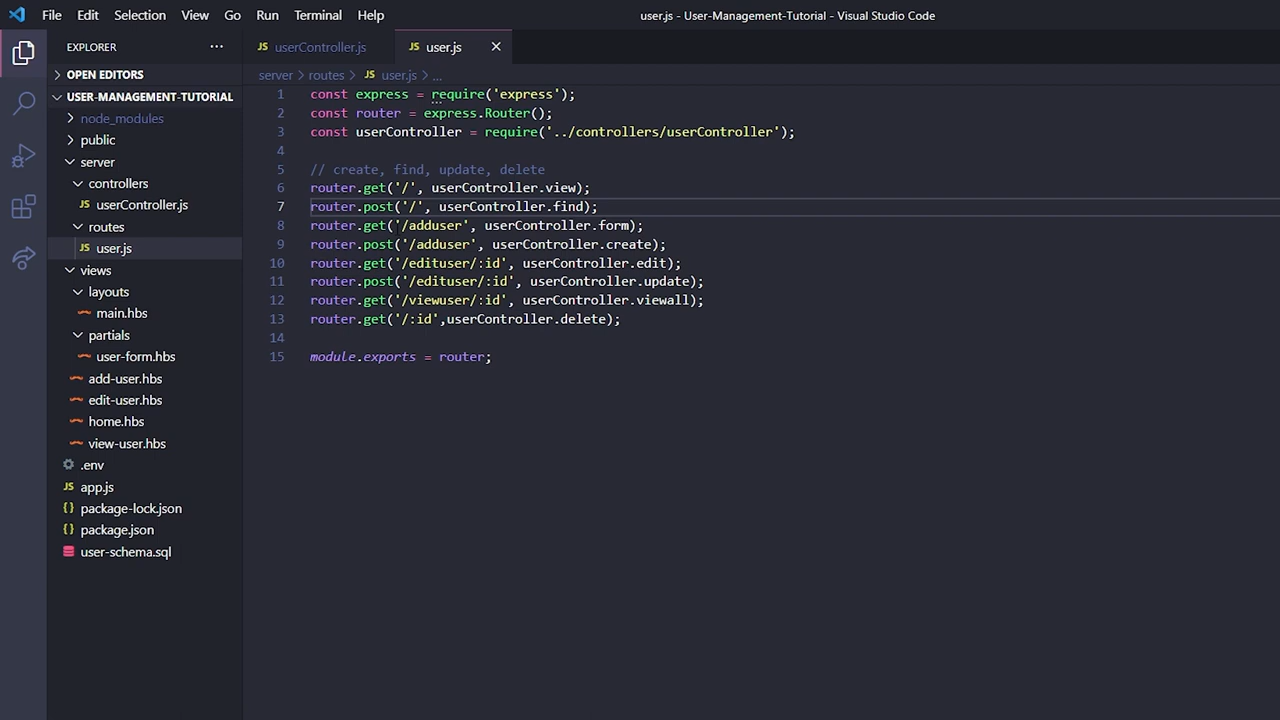 File Edit Selection View Go Run Terminal Help
user.js - User-Management-Tutorial - Visual Studio Code
EXPLORER
OPEN EDITORS
USER-MANAGEMENT-TUTORIAL
node_modules
public
server
controllers
JS userController.js
routes
JS user.js
views
layouts
main.hbs
partials
user-form.hbs
add-user.hbs
edit-user.hbs
home.hbs
view-user.hbs
.env
JS app.js
{} package-lock.json
{} package.json
user-schema.sql
JS userController.js
JS user.js
server > routes > JS user.js > ...
1 const express = require('express');
2 const router = express.Router();
3 const userController = require('../controllers/userController');
4
5 // create, find, update, delete
6 router.get('/', userController.view);
7 router.post('/', userController.find);
8 router.get('/adduser', userController.form);
9 router.post('/adduser', userController.create);
10 router.get('/edituser/:id', userController.edit);
11 router.post('/edituser/:id', userController.update);
12 router.get('/viewuser/:id', userController.viewall);
13 router.get('/:id',userController.delete);
14
15 module.exports = router;